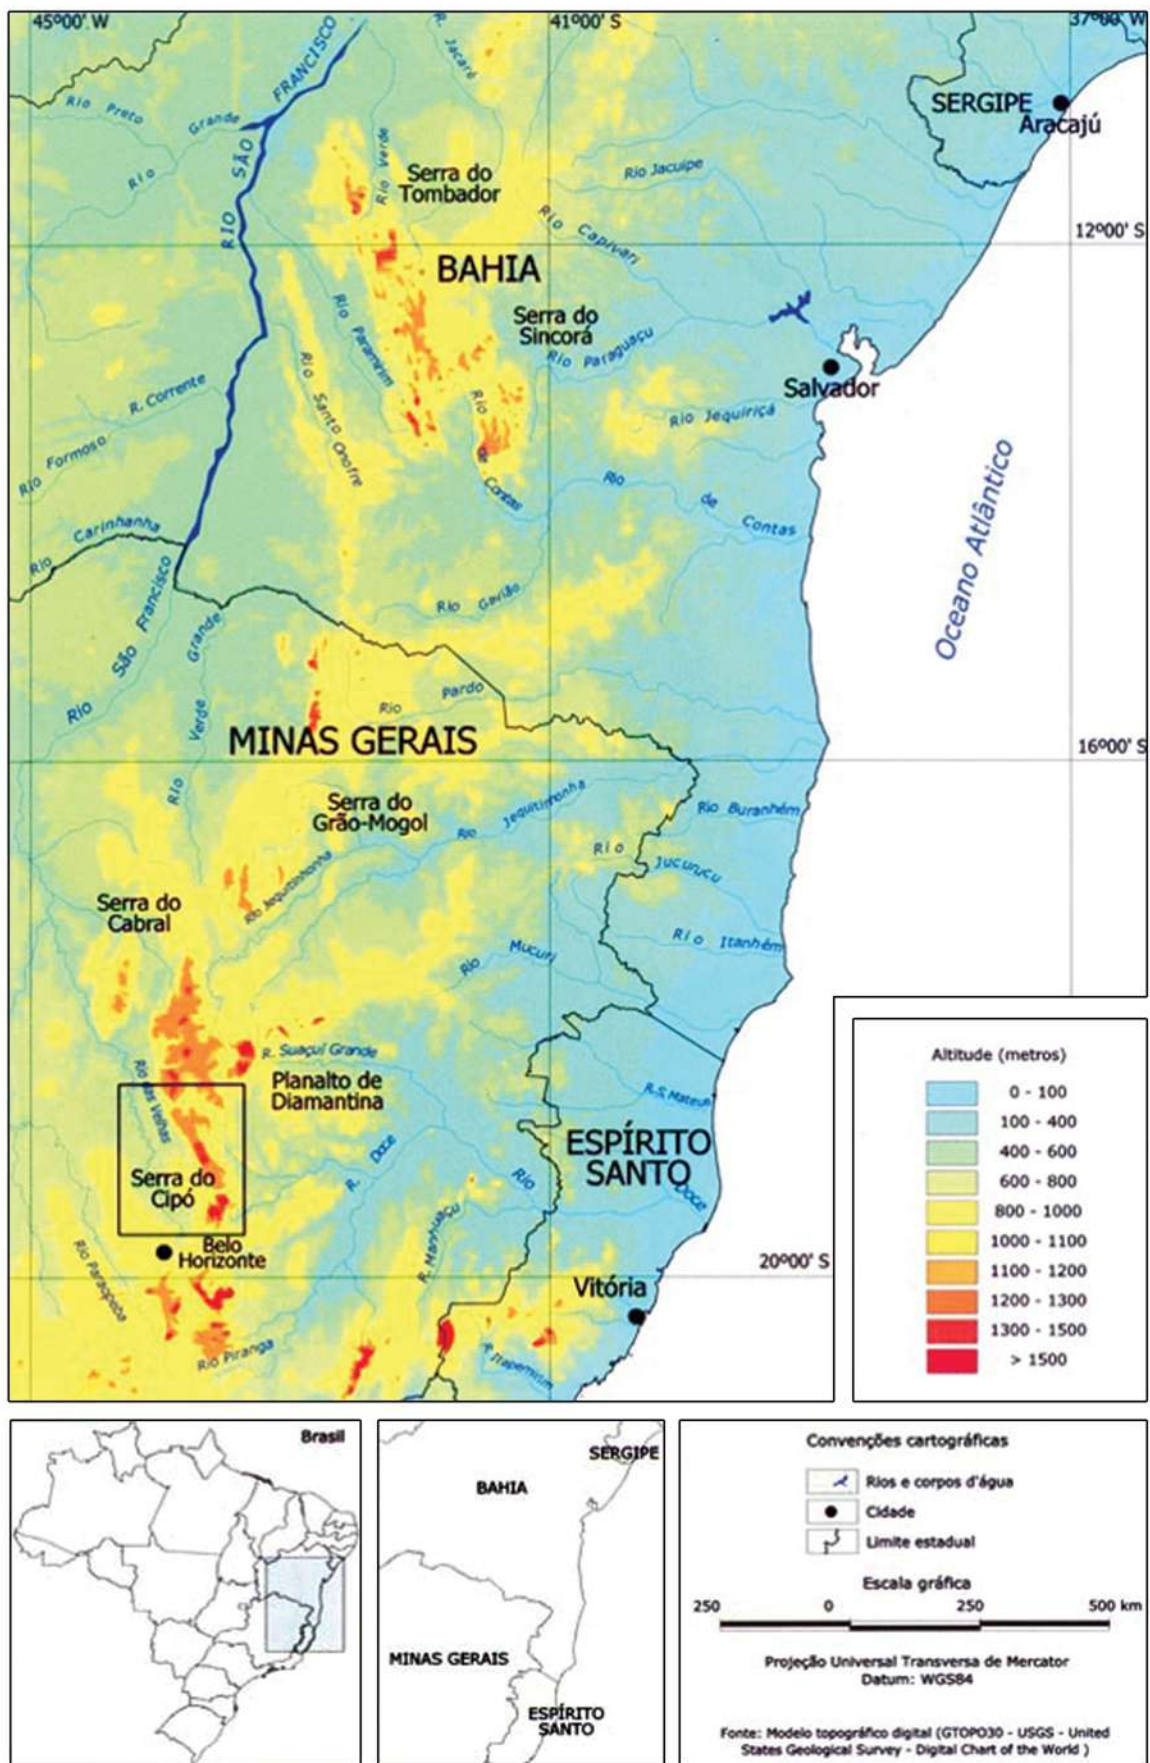 45º00' W
41º00' S
37º00' W
FRANCISCO
R. Jacaré
Rio Preto
Grande
Rio
SÃO
RIO
Rio Verde
SERGIPE
Aracajú
Serra do
Tombador
Rio Jacuipe
Rio Capivari
12º00' S
BAHIA
Serra do
Sincorá
Rio Paramirim
Rio Paraguaçu
Rio Santo Onofre
Salvador
R. Corrente
Rio Jequiriçá
Rio Formoso
Rio
de
Contas
Rio
de
Contas
Oceano Atlântico
Rio Carinhanha
Rio São Francisco
Rio Verde Grande
Rio Gavião
Rio Pardo
MINAS GERAIS
16º00' S
Serra do
Grão-Mogol
Rio Jequitimonha
Rio Buranhém
Rio
Jucuruçu
Rio Jequitinhonha
Serra do
Cabral
Rio Itanhém
Rio Mucuri
R. Suaçuí Grande
Planalto de
Diamantina
Rio das Velhas
R.S. Mateus
ESPÍRITO
SANTO
R. Doce
Rio
Doce
Serra do
Cipó
R. Manhuaçu
Belo
Horizonte
Rio Paraopeba
20º00' S
Vitória
Rio Piranga
R. Itapemirim
Altitude (metros)
0 - 100
100 - 400
400 - 600
600 - 800
800 - 1000
1000 - 1100
1100 - 1200
1200 - 1300
1300 - 1500
> 1500
Brasil
SERGIPE
BAHIA
MINAS GERAIS
ESPÍRITO
SANTO
Convenções cartográficas
Rios e corpos d'água
Cidade
Limite estadual
Escala gráfica
250 0 250 500 km
Projeção Universal Transversa de Mercator
Datum: WGS84
Fonte: Modelo topográfico digital (GTOPO30 - USGS - United
States Geological Survey - Digital Chart of the World )